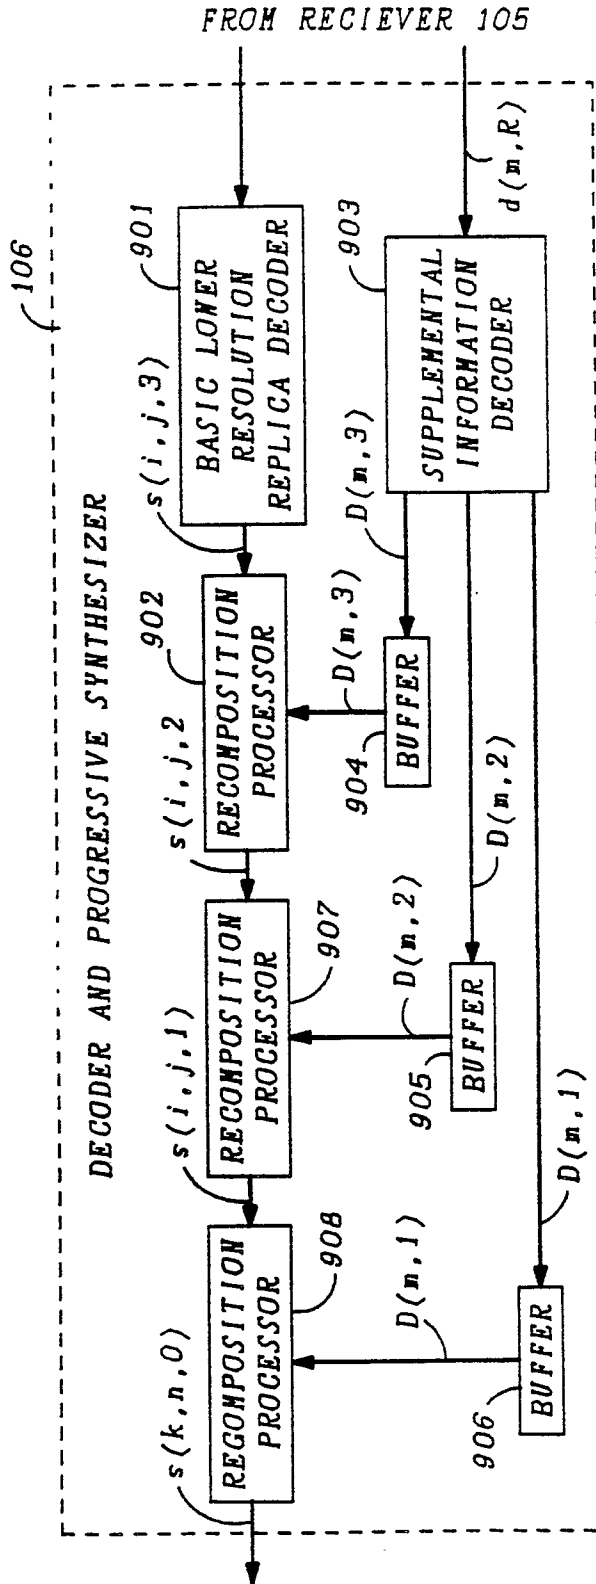 FROM RECIEVER 105
106
DECODER AND PROGRESSIVE SYNTHESIZER
901
BASIC LOWER
RESOLUTION
REPLICA DECODER
s(i,j,3)
902
RECOMPOSITION
PROCESSOR
s(i,j,2
907
RECOMPOSITION
PROCESSOR
s(i,j,1)
908
REGOMPOSITION
PROCESSOR
s(k,n,0)
d(m,R)
903
SUPPLEMENTAL
INFORMATION
DECODER
D(m,3)
904
BUFFER
D(m,3)
D(m,2)
905
BUFFER
D(m,2)
D(m,1)
906
BUFFER
D(m,1)